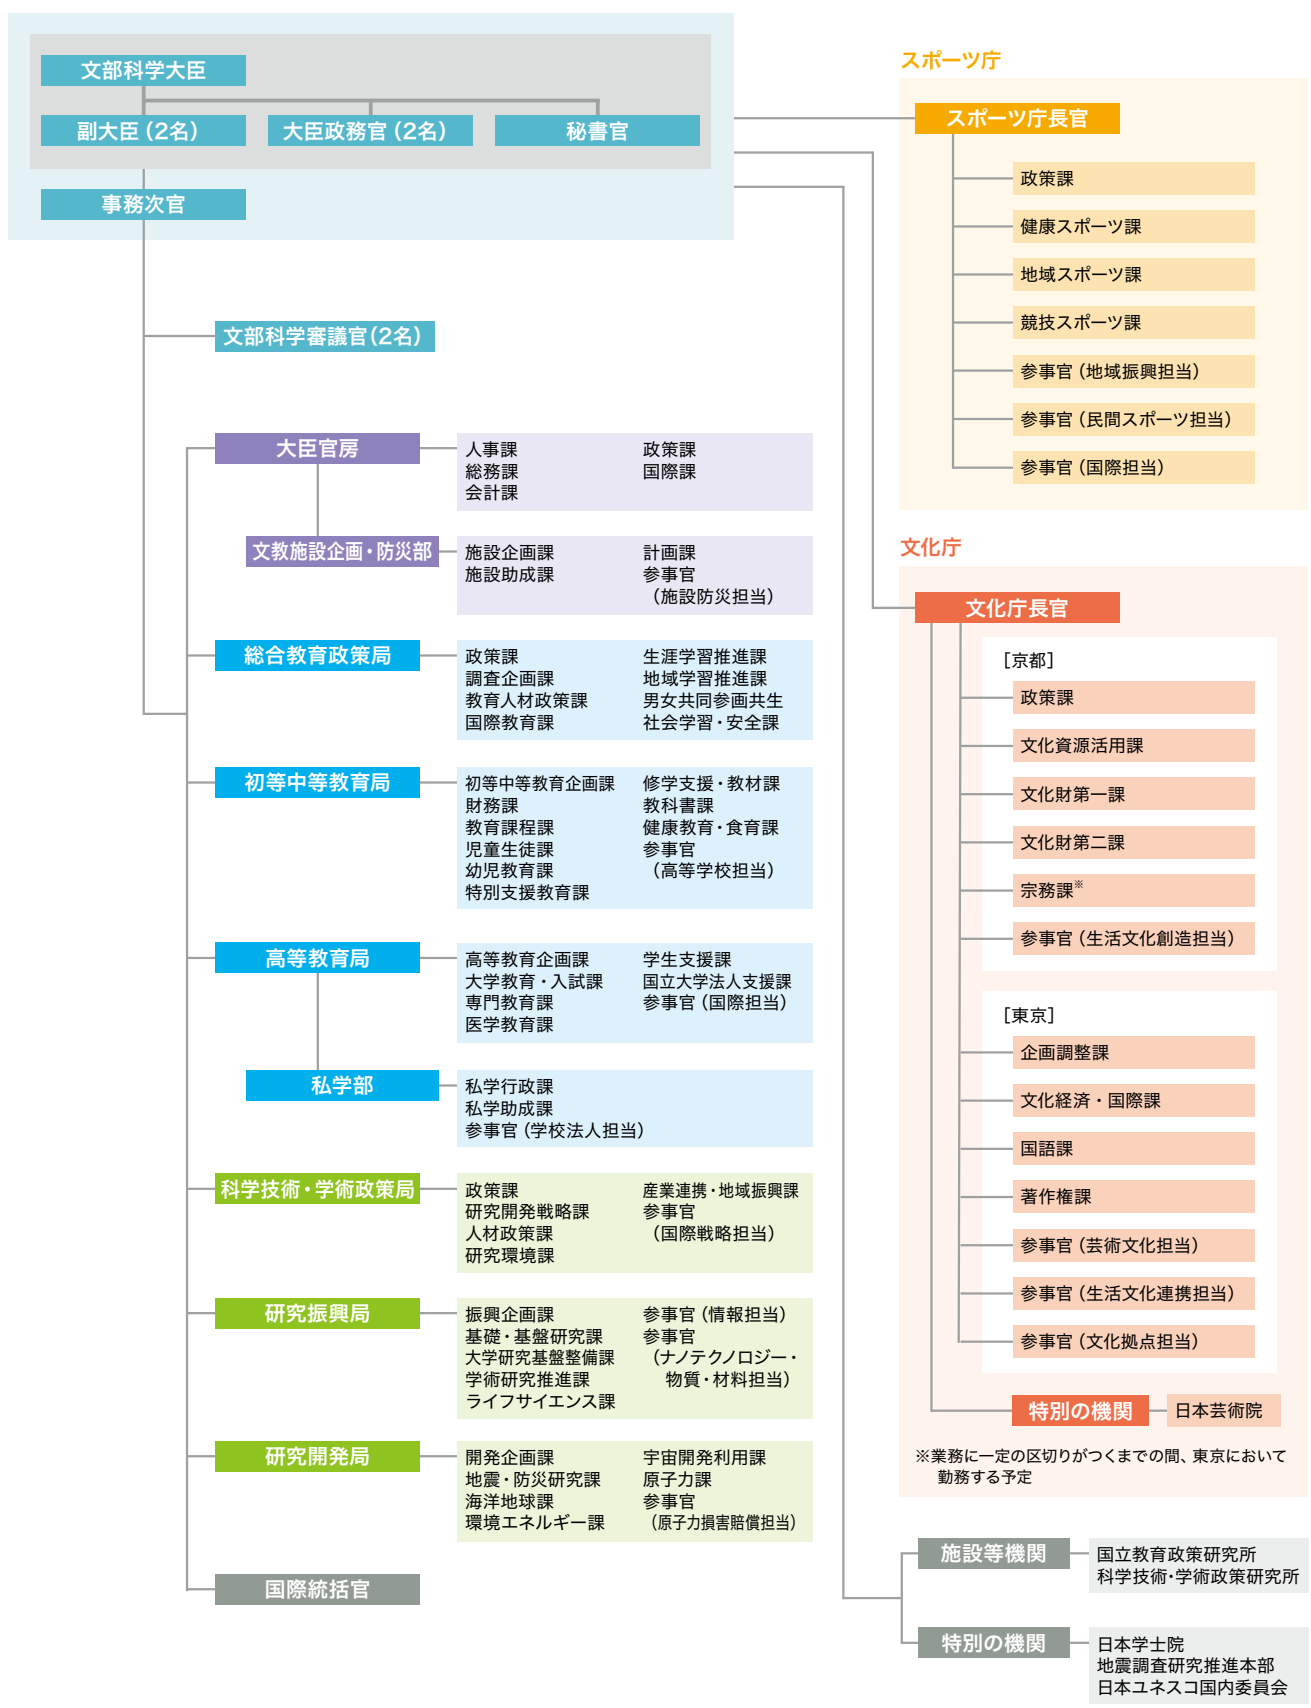 文部科学大臣
副大臣（2名）
大臣政務官（2名）
秘書官
事務次官
文部科学審議官（2名）
大臣官房
人事課
総務課
会計課
政策課
国際課
文教施設企画・防災部
施設企画課
施設助成課
計画課
参事官
（施設防災担当）
総合教育政策局
政策課
調査企画課
教育人材政策課
国際教育課
生涯学習推進課
地域学習推進課
男女共同参画共生
社会学習・安全課
初等中等教育局
初等中等教育企画課
財務課
教育課程課
児童生徒課
幼児教育課
特別支援教育課
修学支援・教材課
教科書課
健康教育・食育課
参事官
（高等学校担当）
高等教育局
高等教育企画課
大学教育・入試課
専門教育課
医学教育課
学生支援課
国立大学法人支援課
参事官（国際担当）
私学部
私学行政課
私学助成課
参事官（学校法人担当）
科学技術・学術政策局
政策課
研究開発戦略課
人材政策課
研究環境課
産業連携・地域振興課
参事官
（国際戦略担当）
研究振興局
振興企画課
基礎・基盤研究課
大学研究基盤整備課
学術研究推進課
ライフサイエンス課
参事官（情報担当）
参事官
（ナノテクノロジー・
物質・材料担当）
研究開発局
開発企画課
地震・防災研究課
海洋地球課
環境エネルギー課
宇宙開発利用課
原子力課
参事官
（原子力損害賠償担当）
国際統括官
スポーツ庁
スポーツ庁長官
政策課
健康スポーツ課
地域スポーツ課
競技スポーツ課
参事官（地域振興担当）
参事官（民間スポーツ担当）
参事官（国際担当）
文化庁
文化庁長官
［京都］
政策課
文化資源活用課
文化財第一課
文化財第二課
宗務課※
参事官（生活文化創造担当）
［東京］
企画調整課
文化経済・国際課
国語課
著作権課
参事官（芸術文化担当）
参事官（生活文化連携担当）
参事官（文化拠点担当）
特別の機関
日本芸術院
※業務に一定の区切りがつくまでの間、東京において
勤務する予定
施設等機関
国立教育政策研究所
科学技術・学術政策研究所
特別の機関
日本学士院
地震調査研究推進本部
日本ユネスコ国内委員会